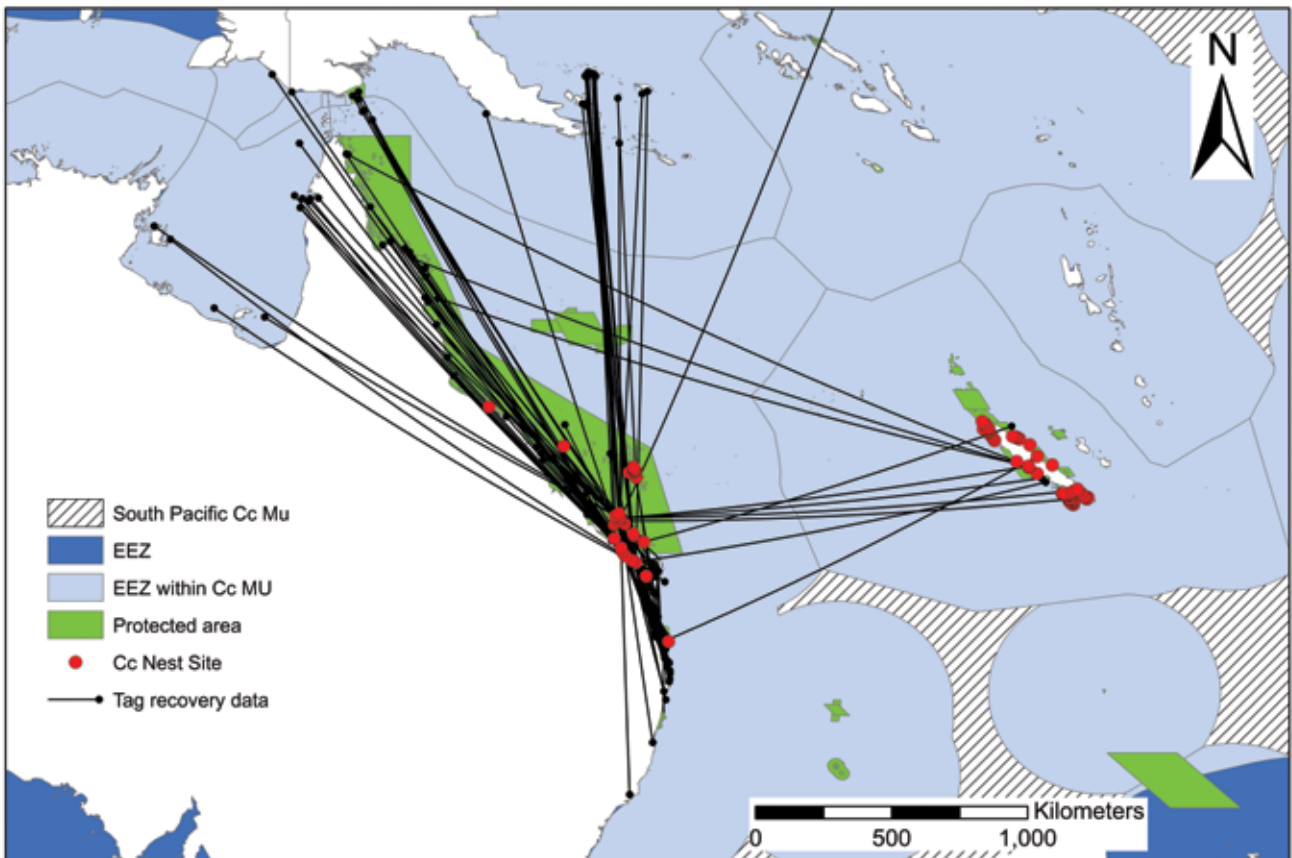 N
South Pacific Cc Mu
EEZ
EEZ within Cc MU
Protected area
Cc Nest Site
Tag recovery data
Kilometers
0 500 1,000